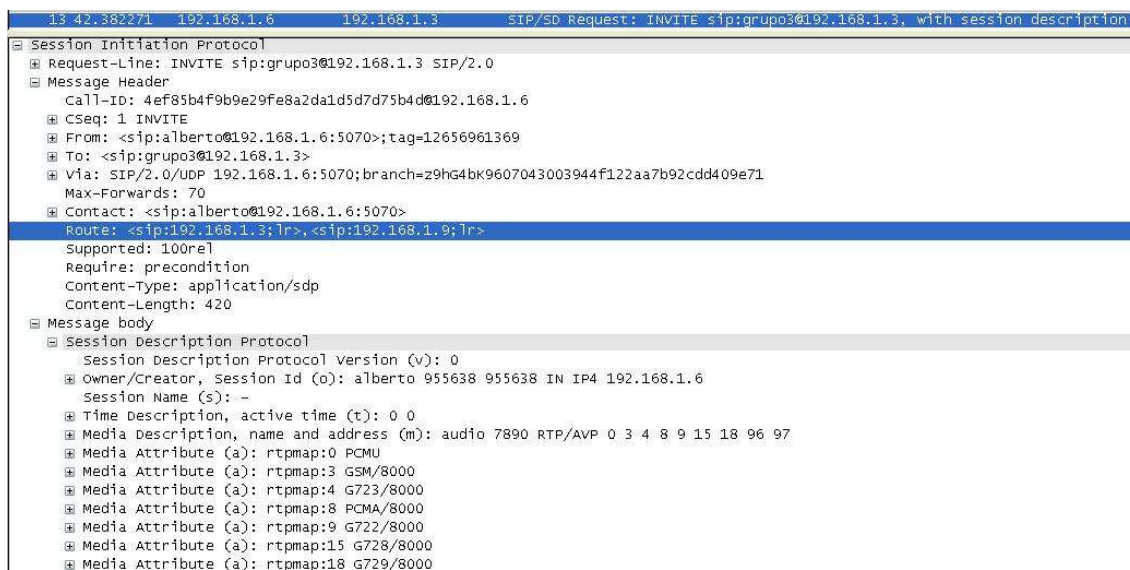 13 42.382271 192.168.1.6 192.168.1.3 SIP/SD Request: INVITE sip:grupo3@192.168.1.3, with session description
Session Initiation Protocol
Request-Line: INVITE sip:grupo3@192.168.1.3 SIP/2.0
Message Header
Call-ID: 4ef85b4f9b9e29fe8a2da1d5d7d75b4d@192.168.1.6
CSeq: 1 INVITE
From: <sip:alberto@192.168.1.6:5070>;tag=12656961369
To: <sip:grupo3@192.168.1.3>
Via: SIP/2.0/UDP 192.168.1.6:5070;branch=z9hG4bK9607043003944f122aa7b92cdd409e71
Max-Forwards: 70
Contact: <sip:alberto@192.168.1.6:5070>
Route: <sip:192.168.1.3;lr>,<sip:192.168.1.9;lr>
Supported: 100rel
Require: precondition
Content-Type: application/sdp
Content-Length: 420
Message body
Session Description Protocol
Session Description Protocol Version (v): 0
Owner/Creator, Session Id (o): alberto 955638 955638 IN IP4 192.168.1.6
Session Name (s): -
Time Description, active time (t): 0 0
Media Description, name and address (m): audio 7890 RTP/AVP 0 3 4 8 9 15 18 96 97
Media Attribute (a): rtpmap:0 PCMU
Media Attribute (a): rtpmap:3 GSM/8000
Media Attribute (a): rtpmap:4 G723/8000
Media Attribute (a): rtpmap:8 PCMA/8000
Media Attribute (a): rtpmap:9 G722/8000
Media Attribute (a): rtpmap:15 G728/8000
Media Attribute (a): rtpmap:18 G729/8000